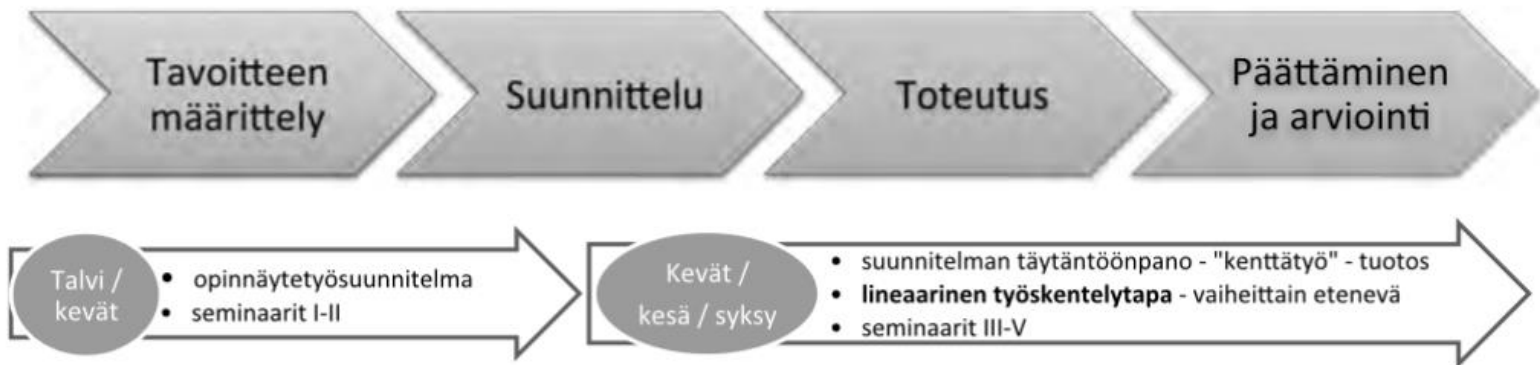 Tavoitteen
määrittely
Suunnittelu
Toteutus
Päättäminen
ja arviointi
Talvi /
kevät
• opinnäytetyösuunnitelma
• seminaarit I-II
Kevät /
kesä / syksy
• suunnitelman täytäntöönpano - "kenttätyö" - tuotos
• lineaarinen työskentelytapa - vaiheittain etenevä
• seminaarit III-V